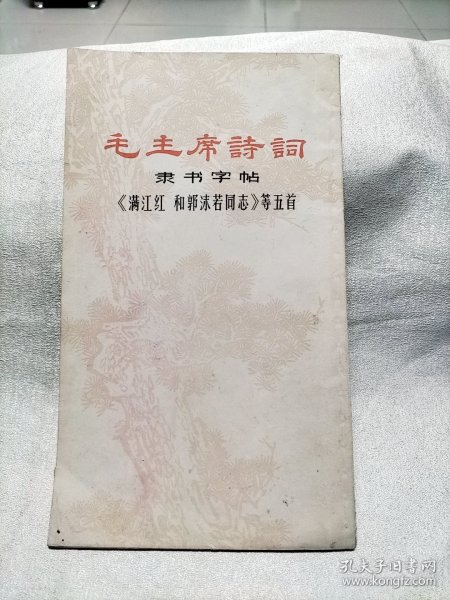 毛主席詩詞
隶书字帖
《满江红 和郭沫若同志》等五首
孔夫子旧书网
www.kongfz.com